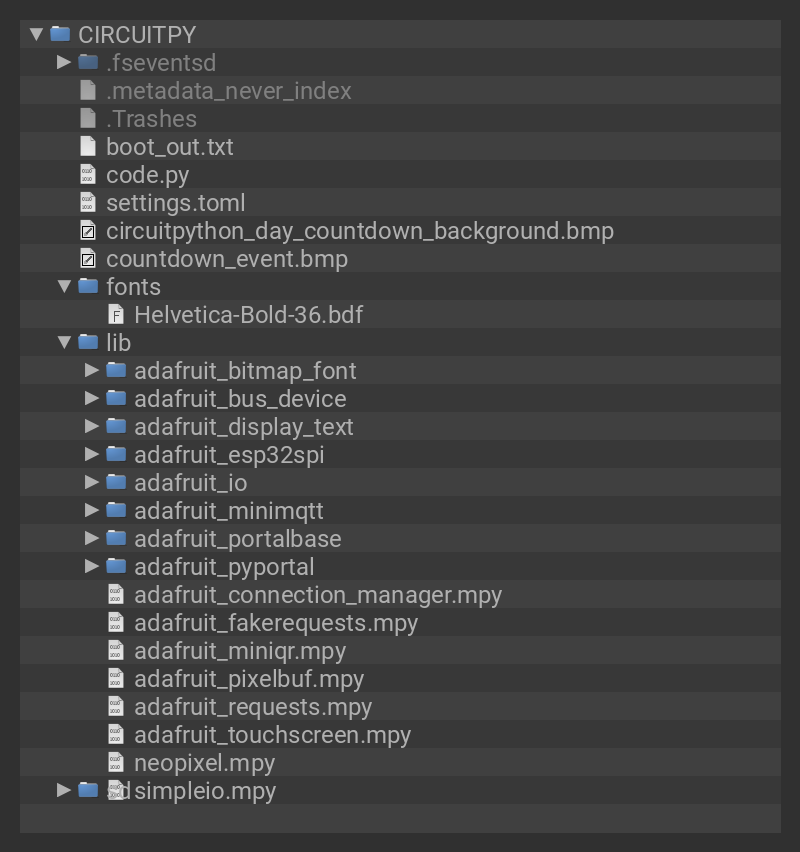 CIRCUITPY
.fseventsd
.metadata_never_index
.Trashes
boot_out.txt
code.py
settings.toml
circuitpython_day_countdown_background.bmp
countdown_event.bmp
fonts
Helvetica-Bold-36.bdf
lib
adafruit_bitmap_font
adafruit_bus_device
adafruit_display_text
adafruit_esp32spi
adafruit_io
adafruit_minimqtt
adafruit_portalbase
adafruit_pyportal
adafruit_connection_manager.mpy
adafruit_fakerequests.mpy
adafruit_miniqr.mpy
adafruit_pixelbuf.mpy
adafruit_requests.mpy
adafruit_touchscreen.mpy
neopixel.mpy
sd simpleio.mpy